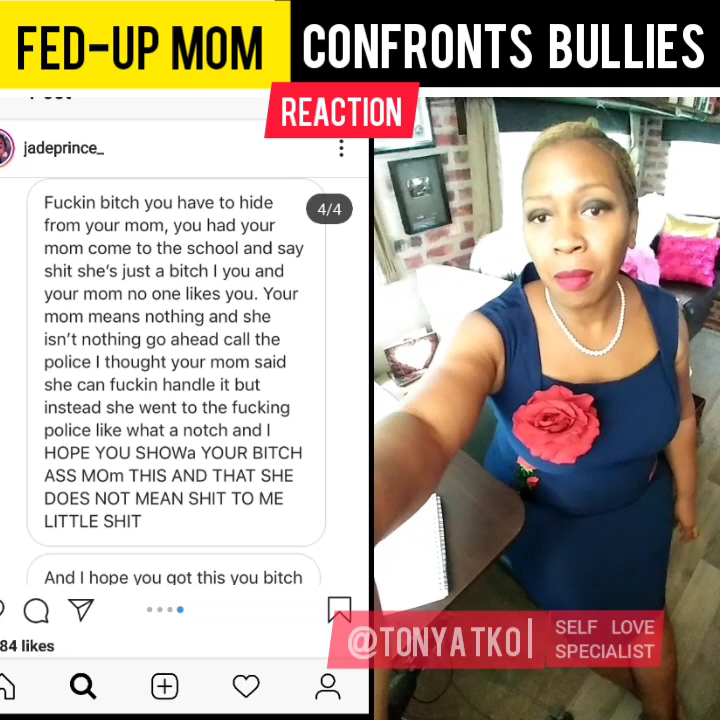 FED-UP MOM CONFRONTS BULLIES
REACTION
jadeprince_
4/4
Fuckin bitch you have to hide
from your mom, you had your
mom come to the school and say
shit she's just a bitch I you and
your mom no one likes you. Your
mom means nothing and she
isn't nothing go ahead call the
police I thought your mom said
she can fuckin handle it but
instead she went to the fucking
police like what a notch and I
HOPE YOU SHOWa YOUR BITCH
ASS MOm THIS AND THAT SHE
DOES NOT MEAN SHIT TO ME
LITTLE SHIT
And I hope you got this you bitch
84 likes
@TONYATKO|
SELF LOVE
SPECIALIST